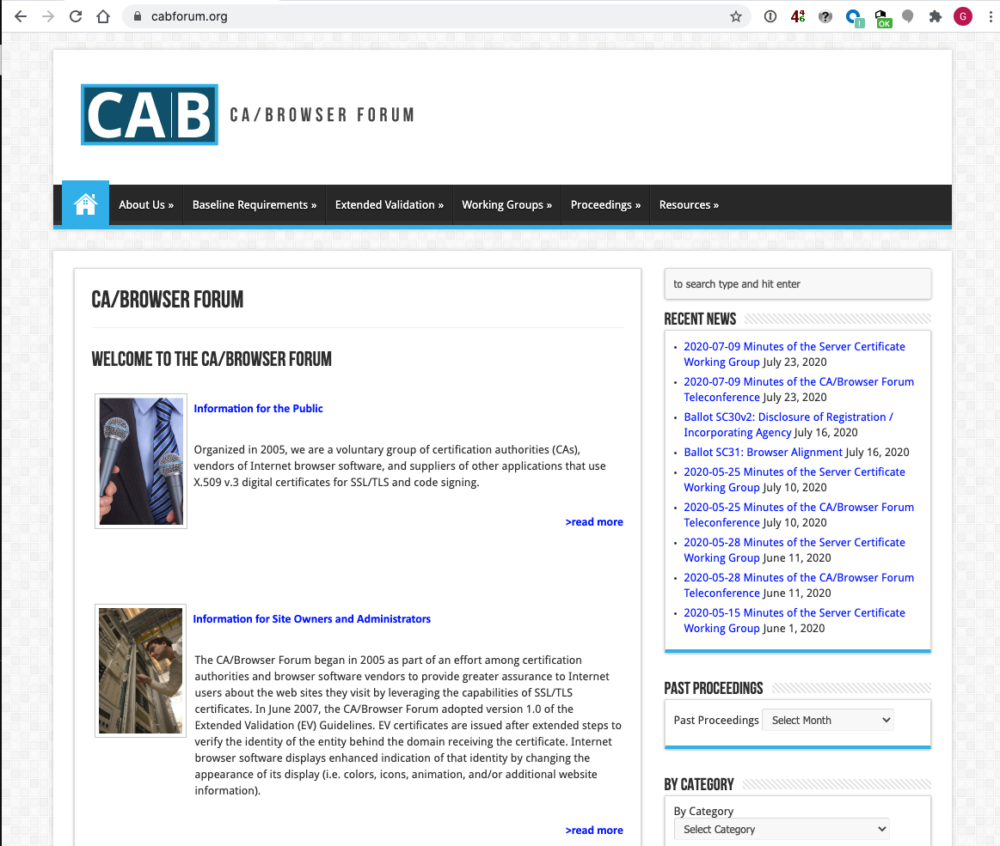 cabforum.org
4
4
6
?
!
OK
G
CA|B
CA/BROWSER FORUM
About Us »
Baseline Requirements »
Extended Validation »
Working Groups »
Proceedings »
Resources »
CA/BROWSER FORUM
WELCOME TO THE CA/BROWSER FORUM
Information for the Public
Organized in 2005, we are a voluntary group of certification authorities (CAs),
vendors of Internet browser software, and suppliers of other applications that use
X.509 v.3 digital certificates for SSL/TLS and code signing.
>read more
Information for Site Owners and Administrators
The CA/Browser Forum began in 2005 as part of an effort among certification
authorities and browser software vendors to provide greater assurance to Internet
users about the web sites they visit by leveraging the capabilities of SSL/TLS
certificates. In June 2007, the CA/Browser Forum adopted version 1.0 of the
Extended Validation (EV) Guidelines. EV certificates are issued after extended steps to
verify the identity of the entity behind the domain receiving the certificate. Internet
browser software displays enhanced indication of that identity by changing the
appearance of its display (i.e. colors, icons, animation, and/or additional website
information).
>read more
to search type and hit enter
RECENT NEWS
2020-07-09 Minutes of the Server Certificate
Working Group July 23, 2020
2020-07-09 Minutes of the CA/Browser Forum
Teleconference July 23, 2020
Ballot SC30v2: Disclosure of Registration /
Incorporating Agency July 16, 2020
Ballot SC31: Browser Alignment July 16, 2020
2020-05-25 Minutes of the Server Certificate
Working Group July 10, 2020
2020-05-25 Minutes of the CA/Browser Forum
Teleconference July 10, 2020
2020-05-28 Minutes of the Server Certificate
Working Group June 11, 2020
2020-05-28 Minutes of the CA/Browser Forum
Teleconference June 11, 2020
2020-05-15 Minutes of the Server Certificate
Working Group June 1, 2020
PAST PROCEEDINGS
Past Proceedings Select Month
BY CATEGORY
By Category
Select Category